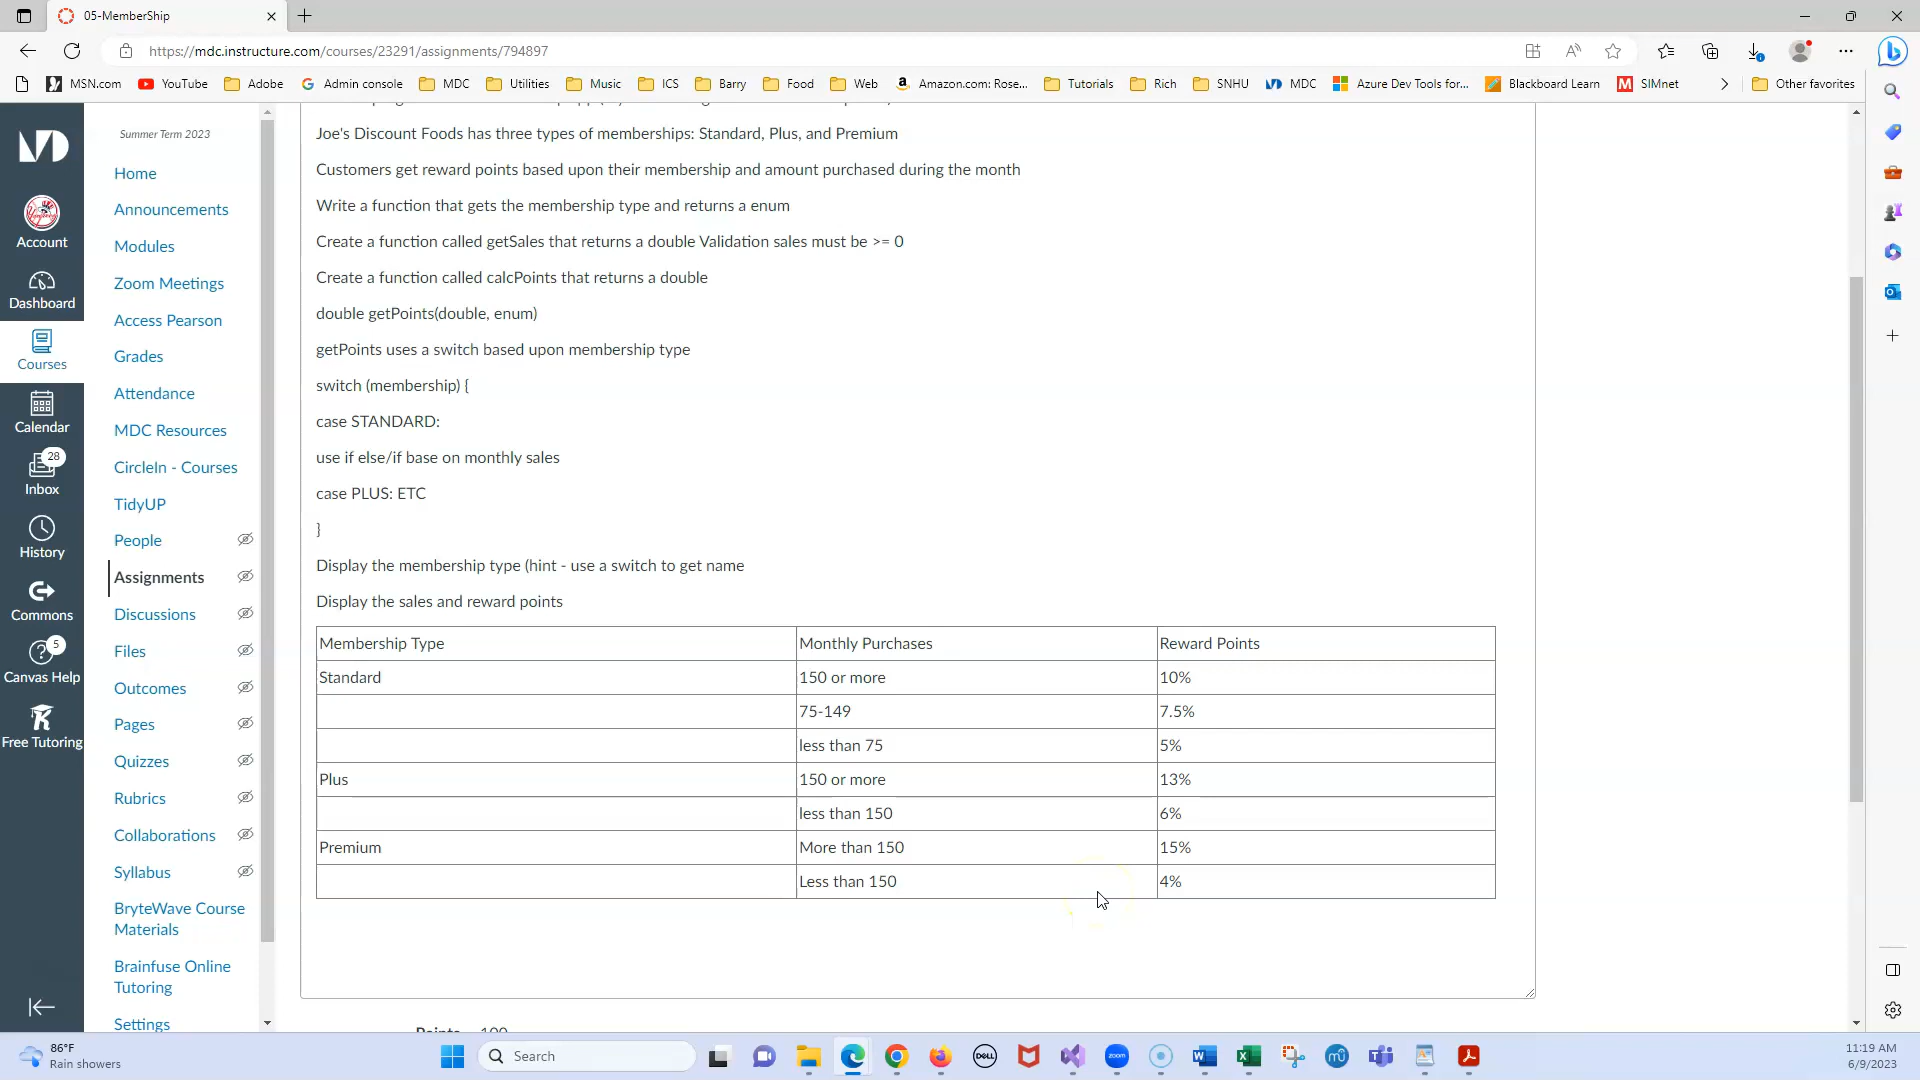 05-MemberShip
https://mdc.instructure.com/courses/23291/assignments/794897
MSN.com YouTube Adobe Admin console MDC Utilities Music ICS Barry Food Web Amazon.com: Rose... Tutorials Rich SNHU MDC Azure Dev Tools for... Blackboard Learn SIMnet Other favorites
Summer Term 2023
Home
Announcements
Modules
Zoom Meetings
Access Pearson
Grades
Attendance
MDC Resources
CircleIn - Courses
TidyUP
People
Assignments
Discussions
Files
Outcomes
Pages
Quizzes
Rubrics
Collaborations
Syllabus
BryteWave Course
Materials
Brainfuse Online
Tutoring
Settings
Account
Dashboard
Courses
Calendar
28
Inbox
History
Commons
5
Canvas Help
Free Tutoring
Joe's Discount Foods has three types of memberships: Standard, Plus, and Premium
Customers get reward points based upon their membership and amount purchased during the month
Write a function that gets the membership type and returns a enum
Create a function called getSales that returns a double Validation sales must be >= 0
Create a function called calcPoints that returns a double
double getPoints(double, enum)
getPoints uses a switch based upon membership type
switch (membership) {
case STANDARD:
use if else/if base on monthly sales
case PLUS: ETC
}
Display the membership type (hint - use a switch to get name
Display the sales and reward points
Membership Type Monthly Purchases Reward Points
Standard 150 or more 10%
75-149 7.5%
less than 75 5%
Plus 150 or more 13%
less than 150 6%
Premium More than 150 15%
Less than 150 4%
Points 100
86°F
Rain showers
Search
DELL
zoom
11:19 AM
6/9/2023